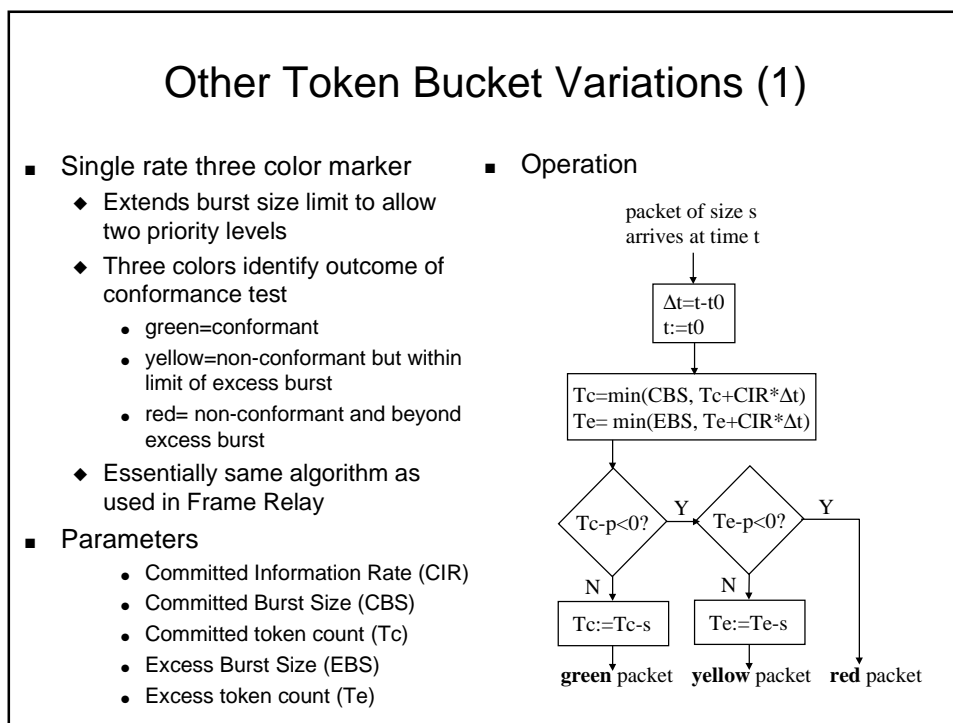 Other Token Bucket Variations (1)
■ Single rate three color marker
◆ Extends burst size limit to allow
two priority levels
◆ Three colors identify outcome of
conformance test
● green=conformant
● yellow=non-conformant but within
limit of excess burst
● red= non-conformant and beyond
excess burst
◆ Essentially same algorithm as
used in Frame Relay
■ Parameters
● Committed Information Rate (CIR)
● Committed Burst Size (CBS)
● Committed token count (Tc)
● Excess Burst Size (EBS)
● Excess token count (Te)
■ Operation
packet of size s
arrives at time t
Δt=t-t0
t:=t0
Tc=min(CBS, Tc+CIR*Δt)
Te= min(EBS, Te+CIR*Δt)
Tc-p<0?
Y
Te-p<0?
Y
N
N
Tc:=Tc-s
Te:=Te-s
green packet
yellow packet
red packet